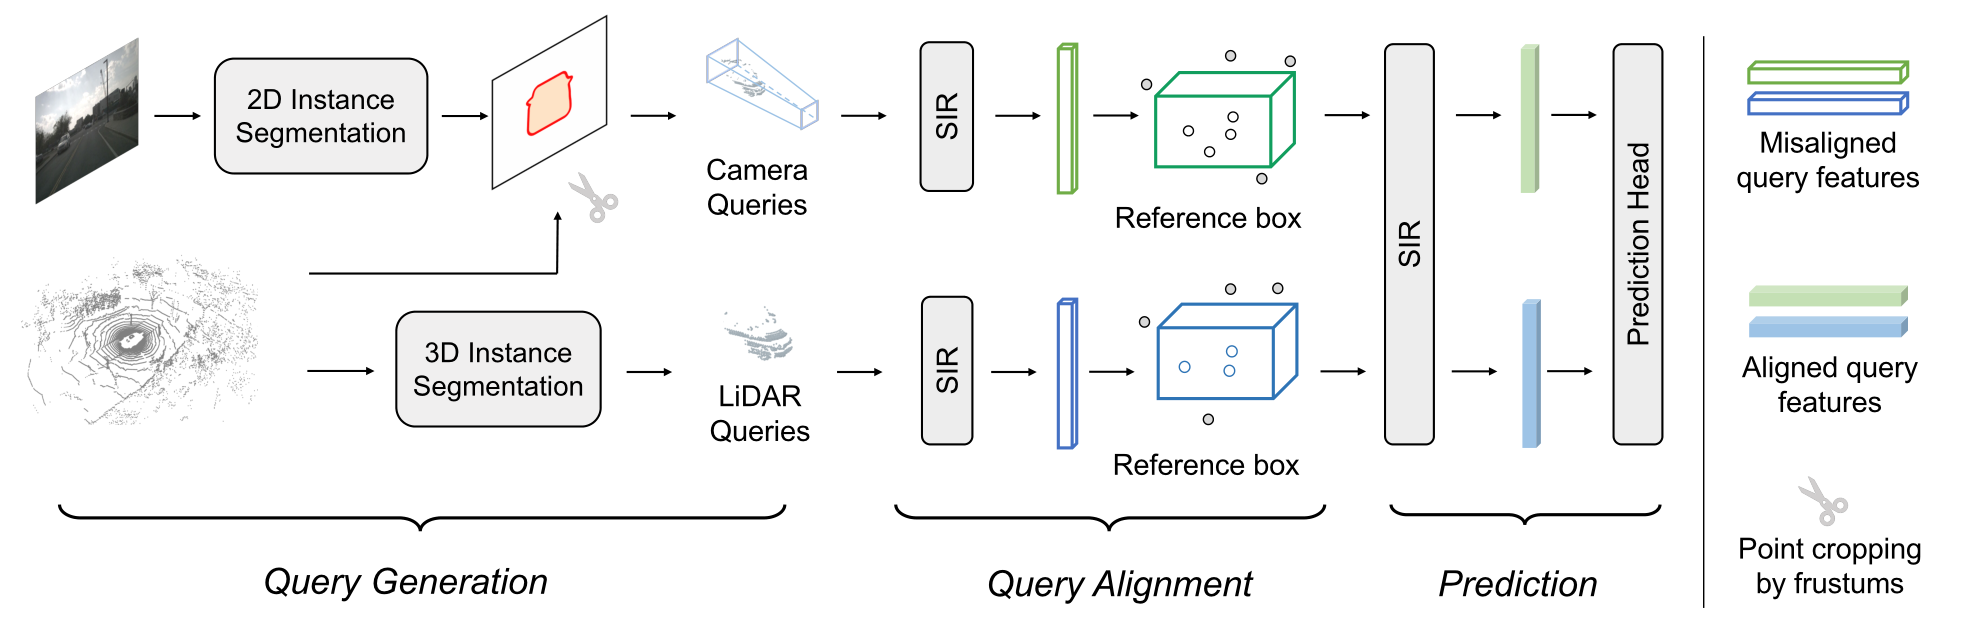 2D Instance
Segmentation
Camera
Queries
SIR
Reference box
3D Instance
Segmentation
LiDAR
Queries
SIR
Reference box
SIR
Prediction Head
Misaligned
query features
Aligned query
features
Point cropping
by frustums
Query Generation
Query Alignment
Prediction